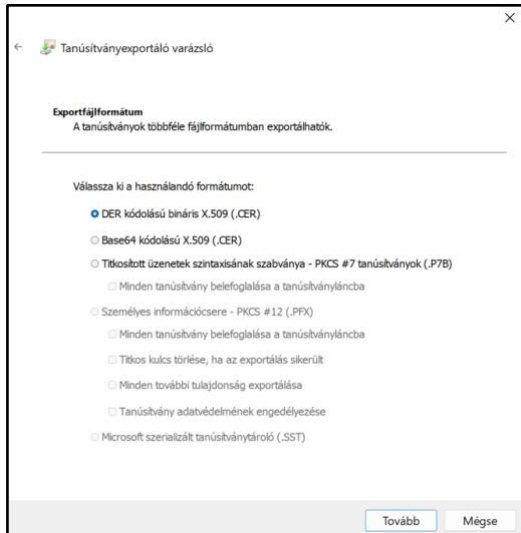 Tanúsítványexportáló varázsló
Exportfájlformátum
A tanúsítványok többféle fájlformátumban exportálhatók.
Válassza ki a használandó formátumot:
DER kódolású bináris X.509 (.CER)
Base64 kódolású X.509 (.CER)
Titkosított üzenetek szintaxisának szabványa - PKCS #7 tanúsítványok (.P7B)
Minden tanúsítvány belefoglalása a tanúsítványláncba
Személyes információcsere - PKCS #12 (.PFX)
Minden tanúsítvány belefoglalása a tanúsítványláncba
Titkos kulcs törlése, ha az exportálás sikerült
Minden további tulajdonság exportálása
Tanúsítvány adatvédelmének engedélyezése
Microsoft szerializált tanúsítványtároló (.SST)
Tovább Mégse